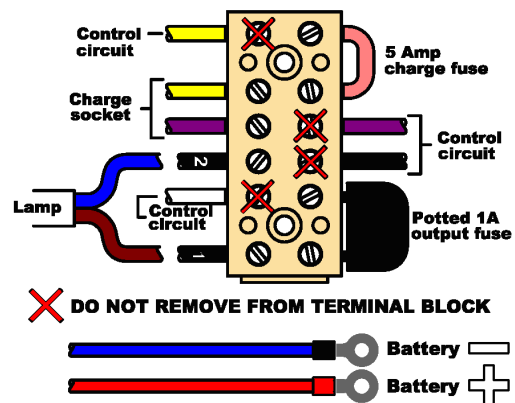 Control
circuit
5 Amp
charge fuse
Charge
socket
Control
circuit
2
Lamp
Control
circuit
Potted 1A
output fuse
1
DO NOT REMOVE FROM TERMINAL BLOCK
Battery
Battery